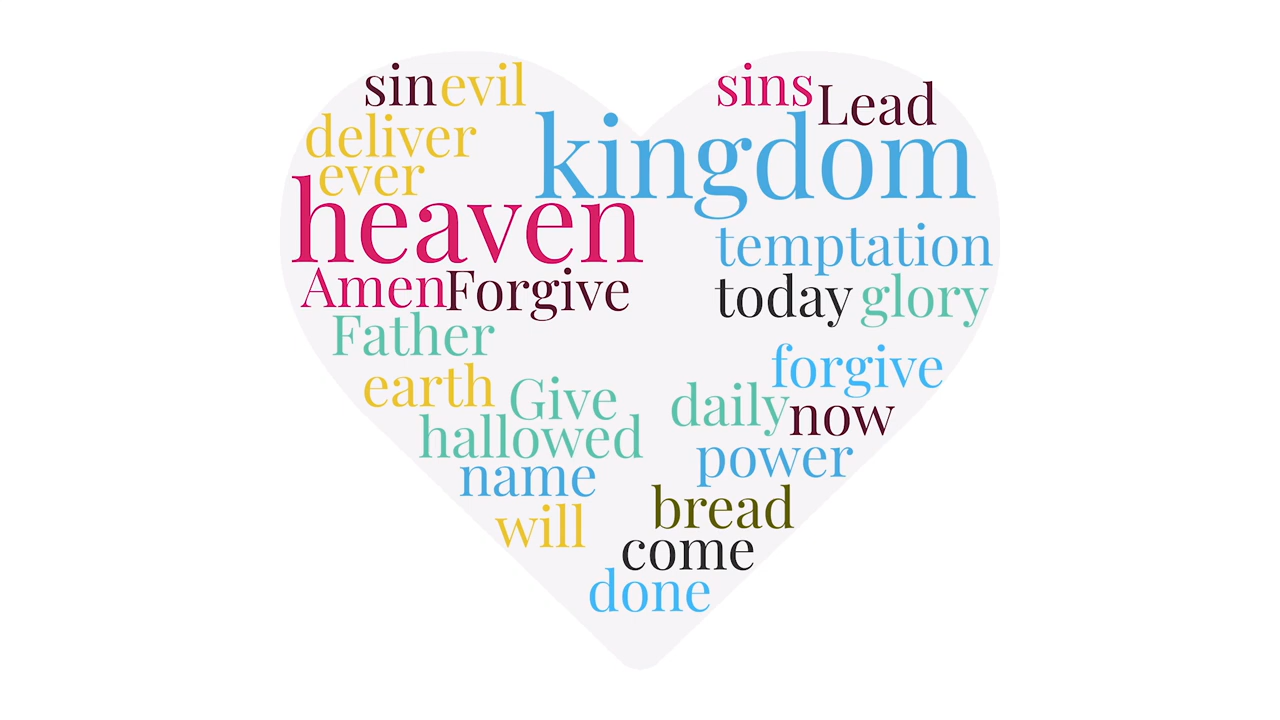 sin evil
sins
Lead
deliver
kingdom
ever
heaven
temptation
Amen Forgive
today glory
Father
forgive
earth Give
daily now
hallowed
power
name
bread
will
come
done